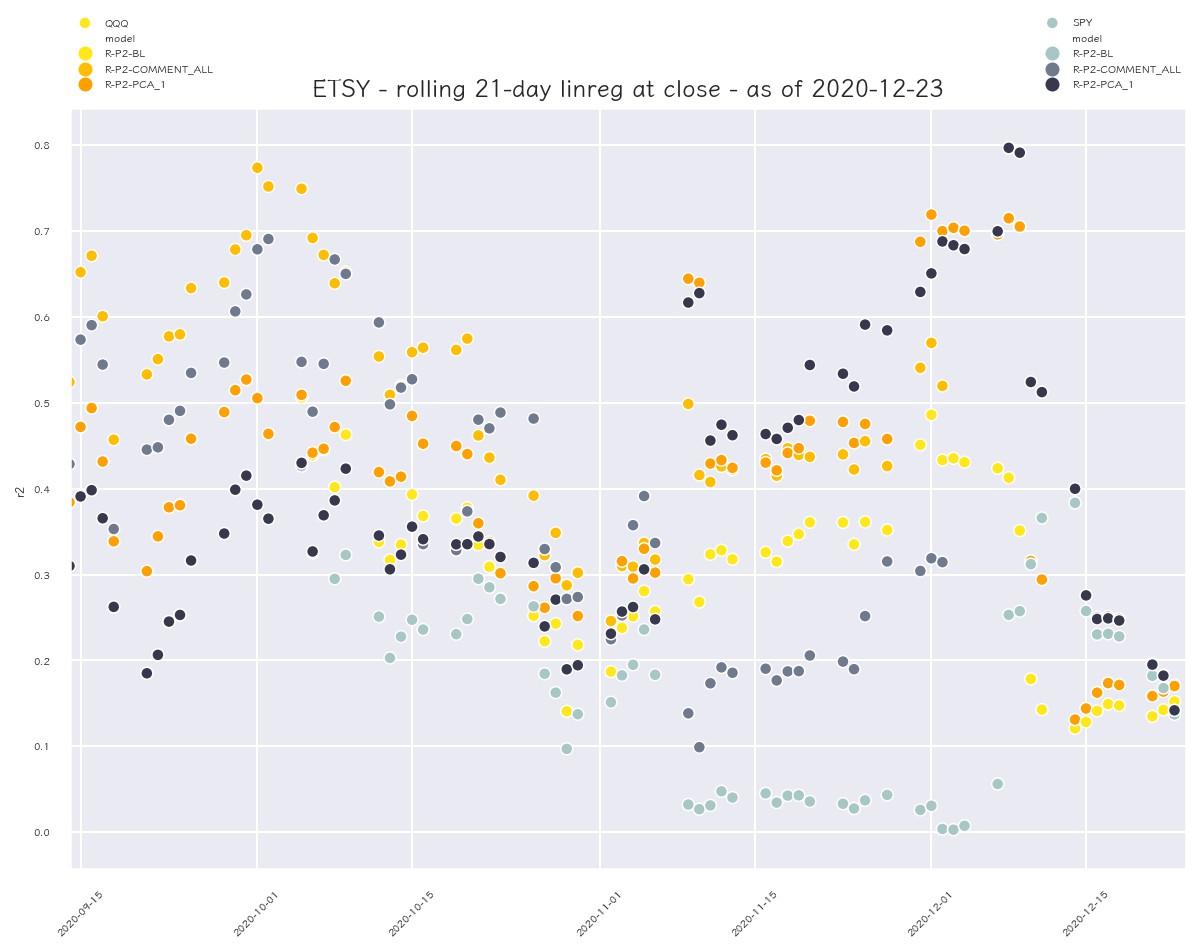 QQQ
model
R-P2-BL
R-P2-COMMENT_ALL
R-P2-PCA_1
SPY
model
R-P2-BL
R-P2-COMMENT_ALL
R-P2-PCA_1
ETSY - rolling 21-day linreg at close - as of 2020-12-23
r2
0.8
0.7
0.6
0.5
0.4
0.3
0.2
0.1
0.0
2020-09-15
2020-10-01
2020-10-15
2020-11-01
2020-11-15
2020-12-01
2020-12-15